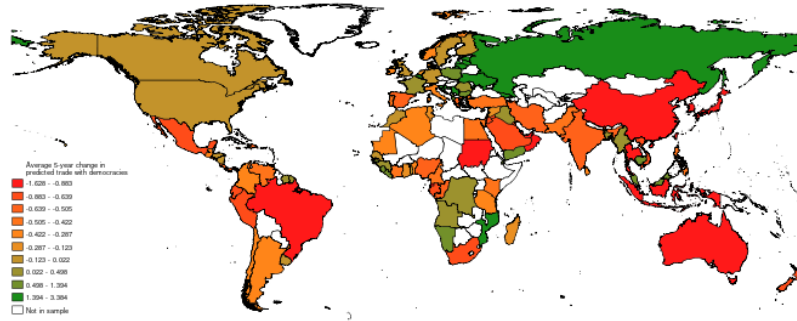 Average 5-year change in
predicted trade with democracies
-1.628 - -0.883
-0.883 - -0.639
-0.639 - -0.505
-0.505 - -0.422
-0.422 - -0.287
-0.287 - -0.123
-0.123 - 0.022
0.022 - 0.498
0.498 - 1.394
1.394 - 3.384
Not in sample